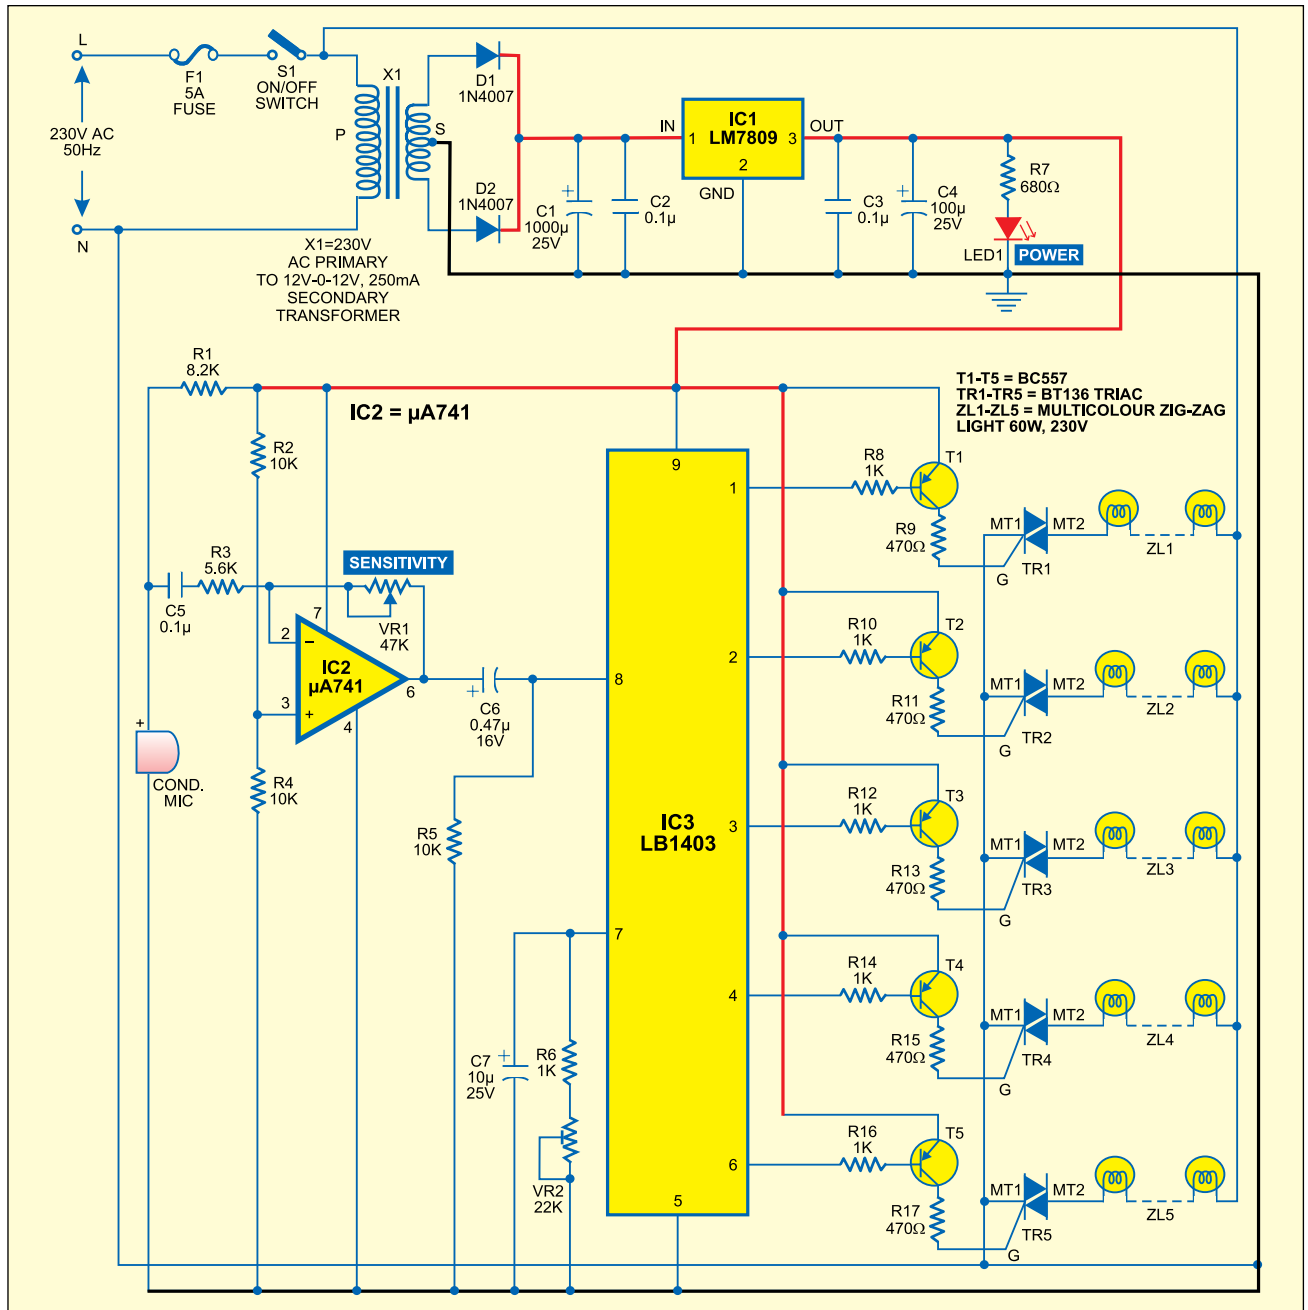 L
F1
5A
FUSE
S1
ON/OFF
SWITCH
230V AC
50Hz
N
X1
P
S
X1=230V
AC PRIMARY
TO 12V-0-12V, 250mA
SECONDARY
TRANSFORMER
D1
1N4007
D2
1N4007
C1
1000µ
25V
+
C2
0.1µ
IN
IC1
LM7809
1
3
2
OUT
GND
C3
0.1µ
+
C4
100µ
25V
R7
680Ω
LED1
POWER
R1
8.2K
IC2 = µA741
R2
10K
R3
5.6K
C5
0.1µ
SENSITIVITY
VR1
47K
7
2
–
IC2
µA741
6
3
+
4
+
C6
0.47µ
16V
+
COND.
MIC
R4
10K
R5
10K
+
C7
10µ
25V
R6
1K
VR2
22K
9
1
8
2
IC3
LB1403
3
7
4
6
5
T1-T5 = BC557
TR1-TR5 = BT136 TRIAC
ZL1-ZL5 = MULTICOLOUR ZIG-ZAG
LIGHT 60W, 230V
R8
1K
T1
R9
470Ω
MT1
MT2
G
TR1
ZL1
R10
1K
T2
R11
470Ω
MT1
MT2
G
TR2
ZL2
R12
1K
T3
R13
470Ω
MT1
MT2
G
TR3
ZL3
R14
1K
T4
R15
470Ω
MT1
MT2
G
TR4
ZL4
R16
1K
T5
R17
470Ω
MT1
MT2
G
TR5
ZL5